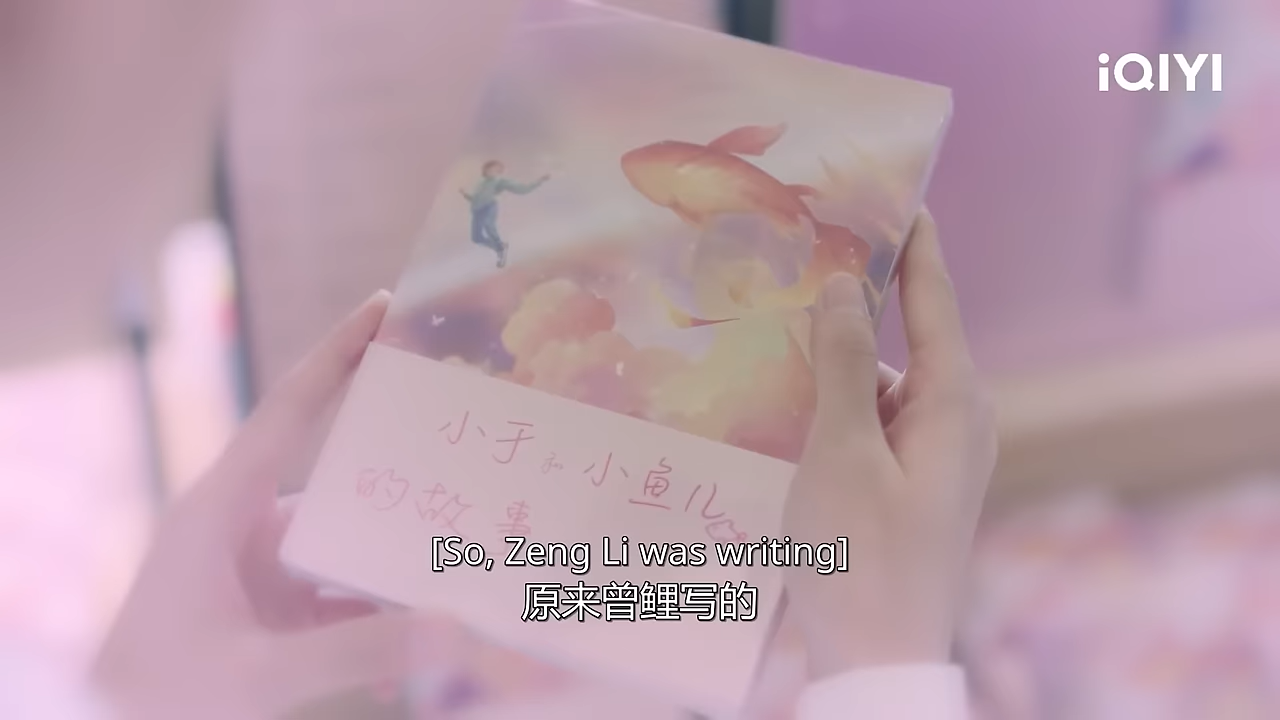 iQIYI
小于和小鱼儿
的故事
[So, Zeng Li was writing]
原来曾鲤写的